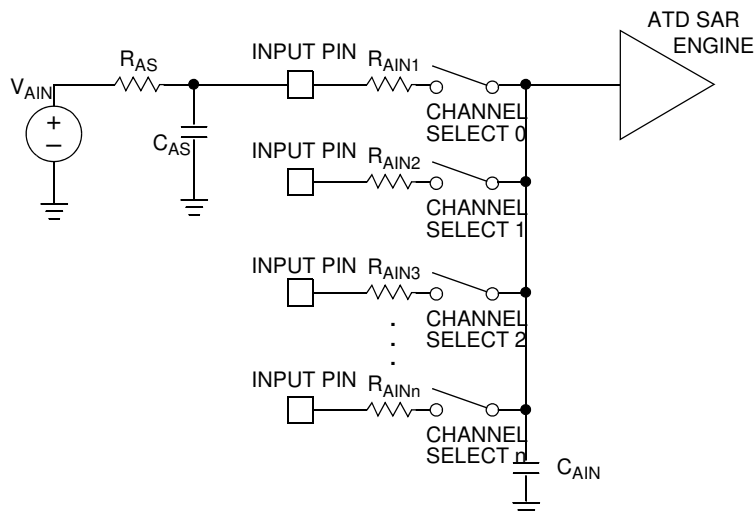 ATD SAR
ENGINE
INPUT PIN
RAIN1
RAS
VAIN
+
–
CHANNEL
SELECT 0
CAS
INPUT PIN
RAIN2
CHANNEL
SELECT 1
INPUT PIN
RAIN3
CHANNEL
SELECT 2
.
.
.
INPUT PIN
RAINn
CHANNEL
SELECT n
CAIN